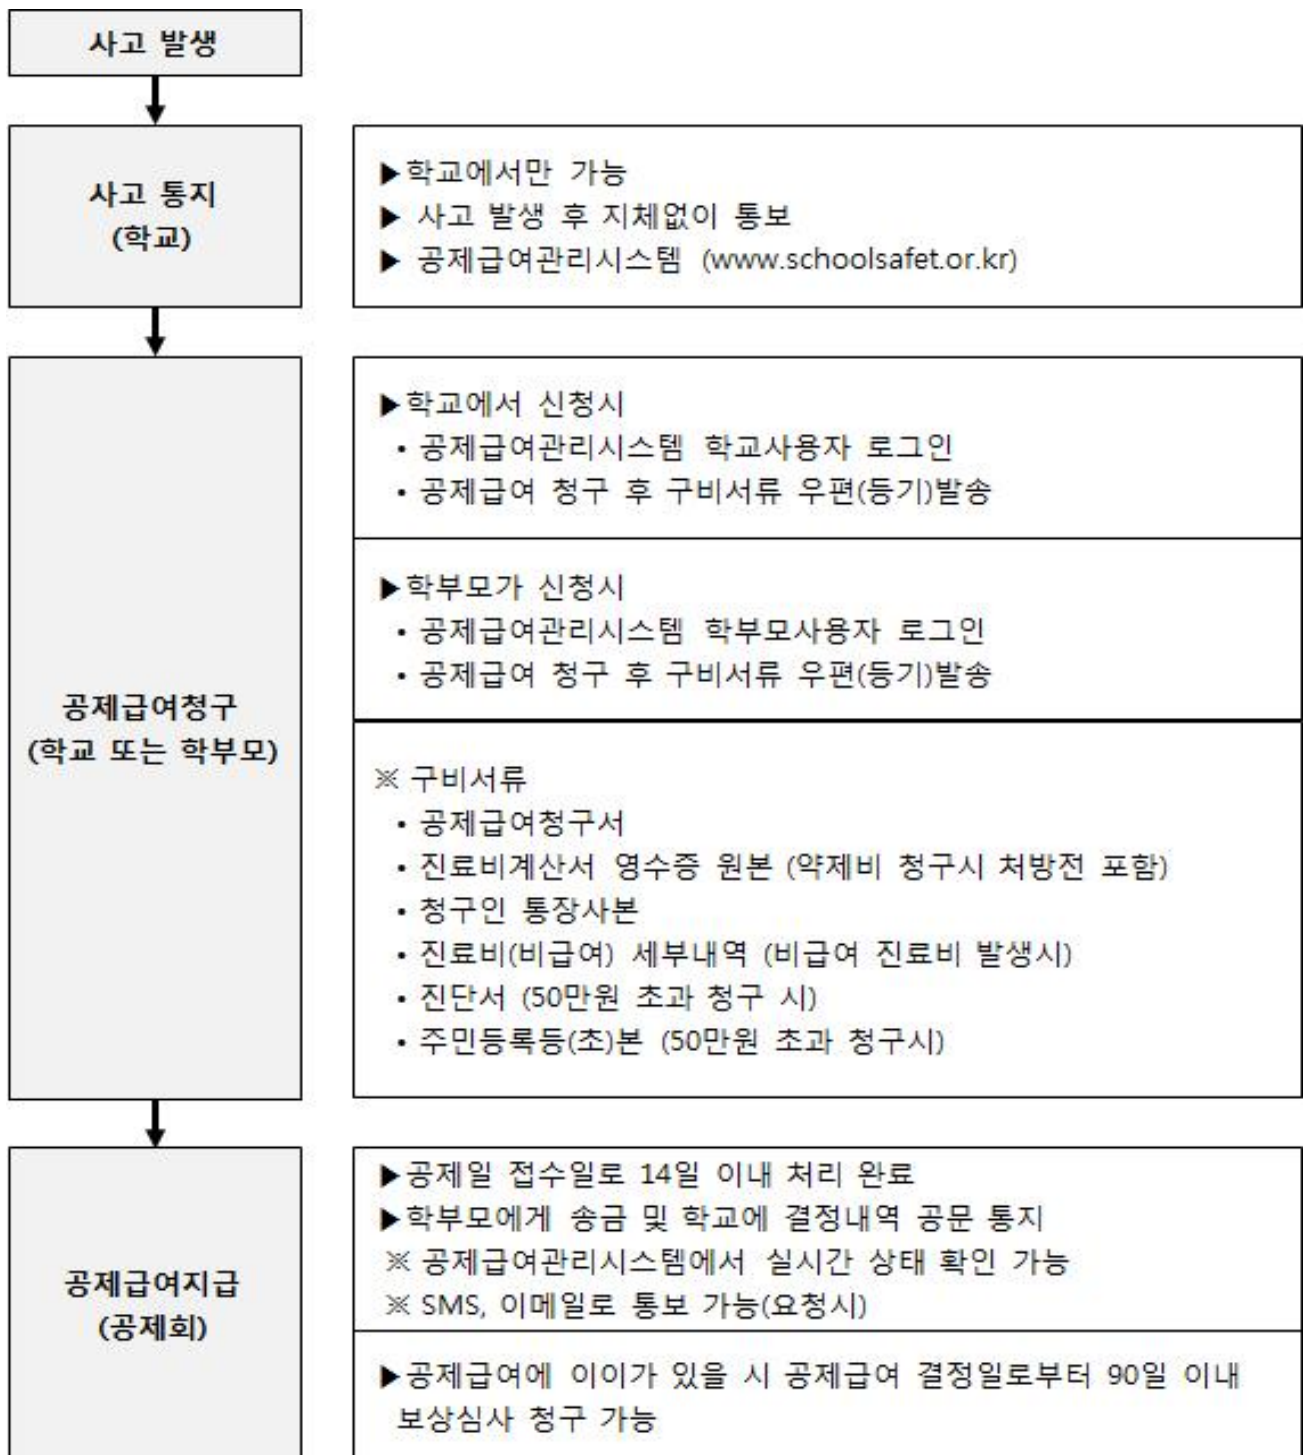 사고 발생
사고 통지
(학교)
▶학교에서만 가능
▶ 사고 발생 후 지체없이 통보
▶ 공제급여관리시스템 (www.schoolsafet.or.kr)
공제급여청구
(학교 또는 학부모)
▶학교에서 신청시
• 공제급여관리시스템 학교사용자 로그인
• 공제급여 청구 후 구비서류 우편(등기)발송
▶학부모가 신청시
• 공제급여관리시스템 학부모사용자 로그인
• 공제급여 청구 후 구비서류 우편(등기)발송
※ 구비서류
• 공제급여청구서
• 진료비계산서 영수증 원본 (약제비 청구시 처방전 포함)
• 청구인 통장사본
• 진료비(비급여) 세부내역 (비급여 진료비 발생시)
• 진단서 (50만원 초과 청구 시)
• 주민등록등(초)본 (50만원 초과 청구시)
공제급여지급
(공제회)
▶공제일 접수일로 14일 이내 처리 완료
▶학부모에게 송금 및 학교에 결정내역 공문 통지
※ 공제급여관리시스템에서 실시간 상태 확인 가능
※ SMS, 이메일로 통보 가능(요청시)
▶공제급여에 이이가 있을 시 공제급여 결정일로부터 90일 이내
보상심사 청구 가능